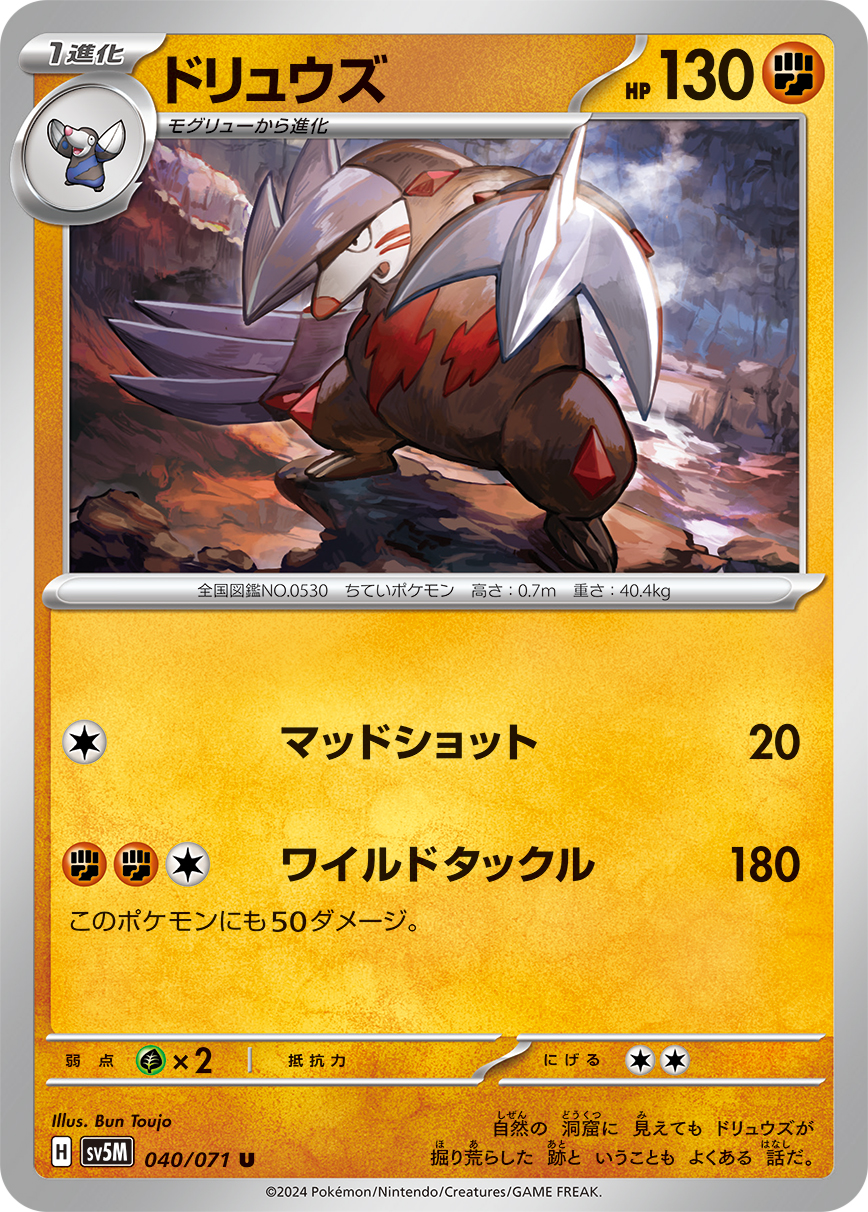 1進化
ドリュウズ
HP 130
モグリューから進化
全国図鑑NO.0530 ちていポケモン 高さ:0.7m 重さ:40.4kg
マッドショット 20
ワイルドタックル 180
このポケモンにも50ダメージ。
弱点 ×2 抵抗力 にげる
Illus. Bun Toujo
自然の 洞窟に 見えても ドリュウズが
掘り荒らした 跡と いうことも よくある 話だ。
H SV5M 040/071 U
©2024 Pokémon/Nintendo/Creatures/GAME FREAK.